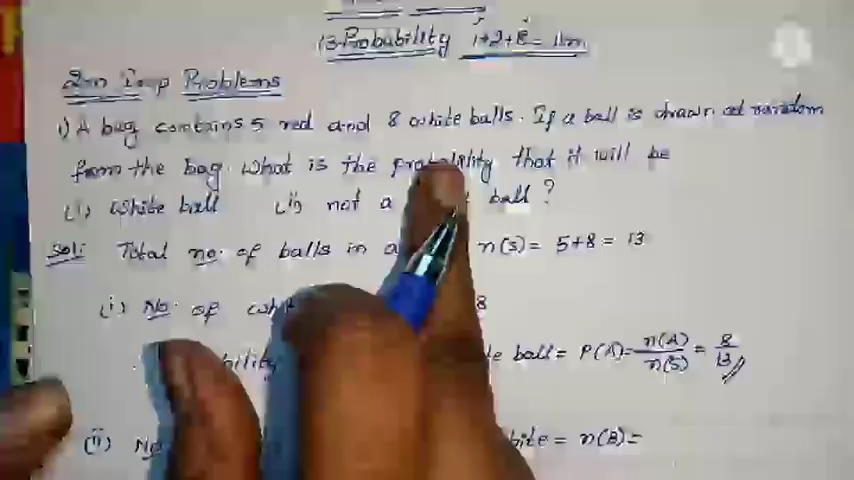 13.Probability 1+2+8=11m
2m Imp Problems
1) A bag contains 5 red and 8 white balls. If a ball is drawn at random
from the bag. What is the probability that it will be
(i) White ball (ii) not a ball?
Sol: Total no. of balls in a n(S) = 5+8 = 13
(i) No. of 8
ball = P(A) = n(A)/n(S) = 8/13
(ii) No = n(B) =